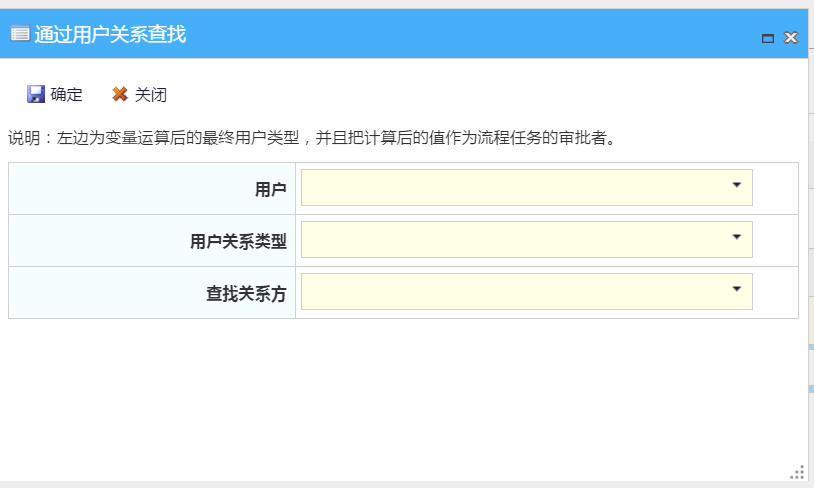 通过用户关系查找
确定 关闭
说明：左边为变量运算后的最终用户类型，并且把计算后的值作为流程任务的审批者。
用户
用户关系类型
查找关系方